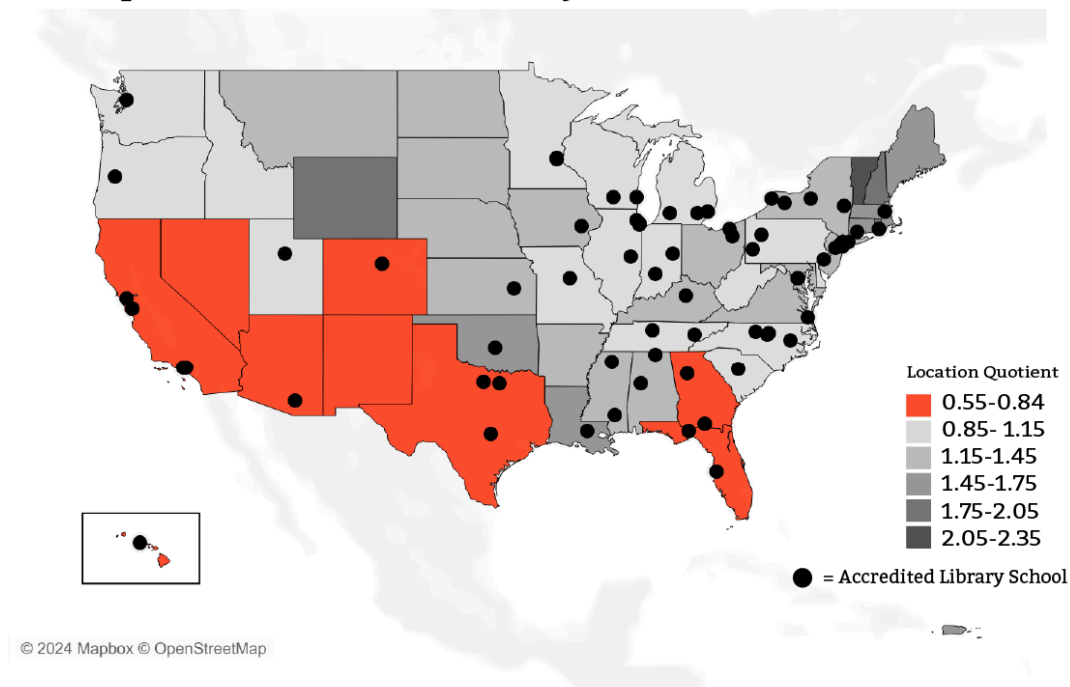 Location Quotient
0.55-0.84
0.85- 1.15
1.15-1.45
1.45-1.75
1.75-2.05
2.05-2.35
= Accredited Library School
© 2024 Mapbox © OpenStreetMap